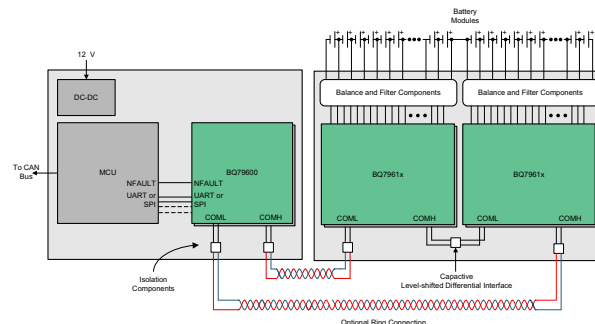 Battery
Modules
12 V
DC-DC
Balance and Filter Components
Balance and Filter Components
MCU
BQ79600
BQ7961x
BQ7961x
To CAN
Bus
NFAULT
NFAULT
UART or
SPI
UART or
SPI
COML
COMH
COML
COMH
COML
COMH
Isolation
Components
Capactive
Level-shifted Differential Interface
Optional Ring Connection